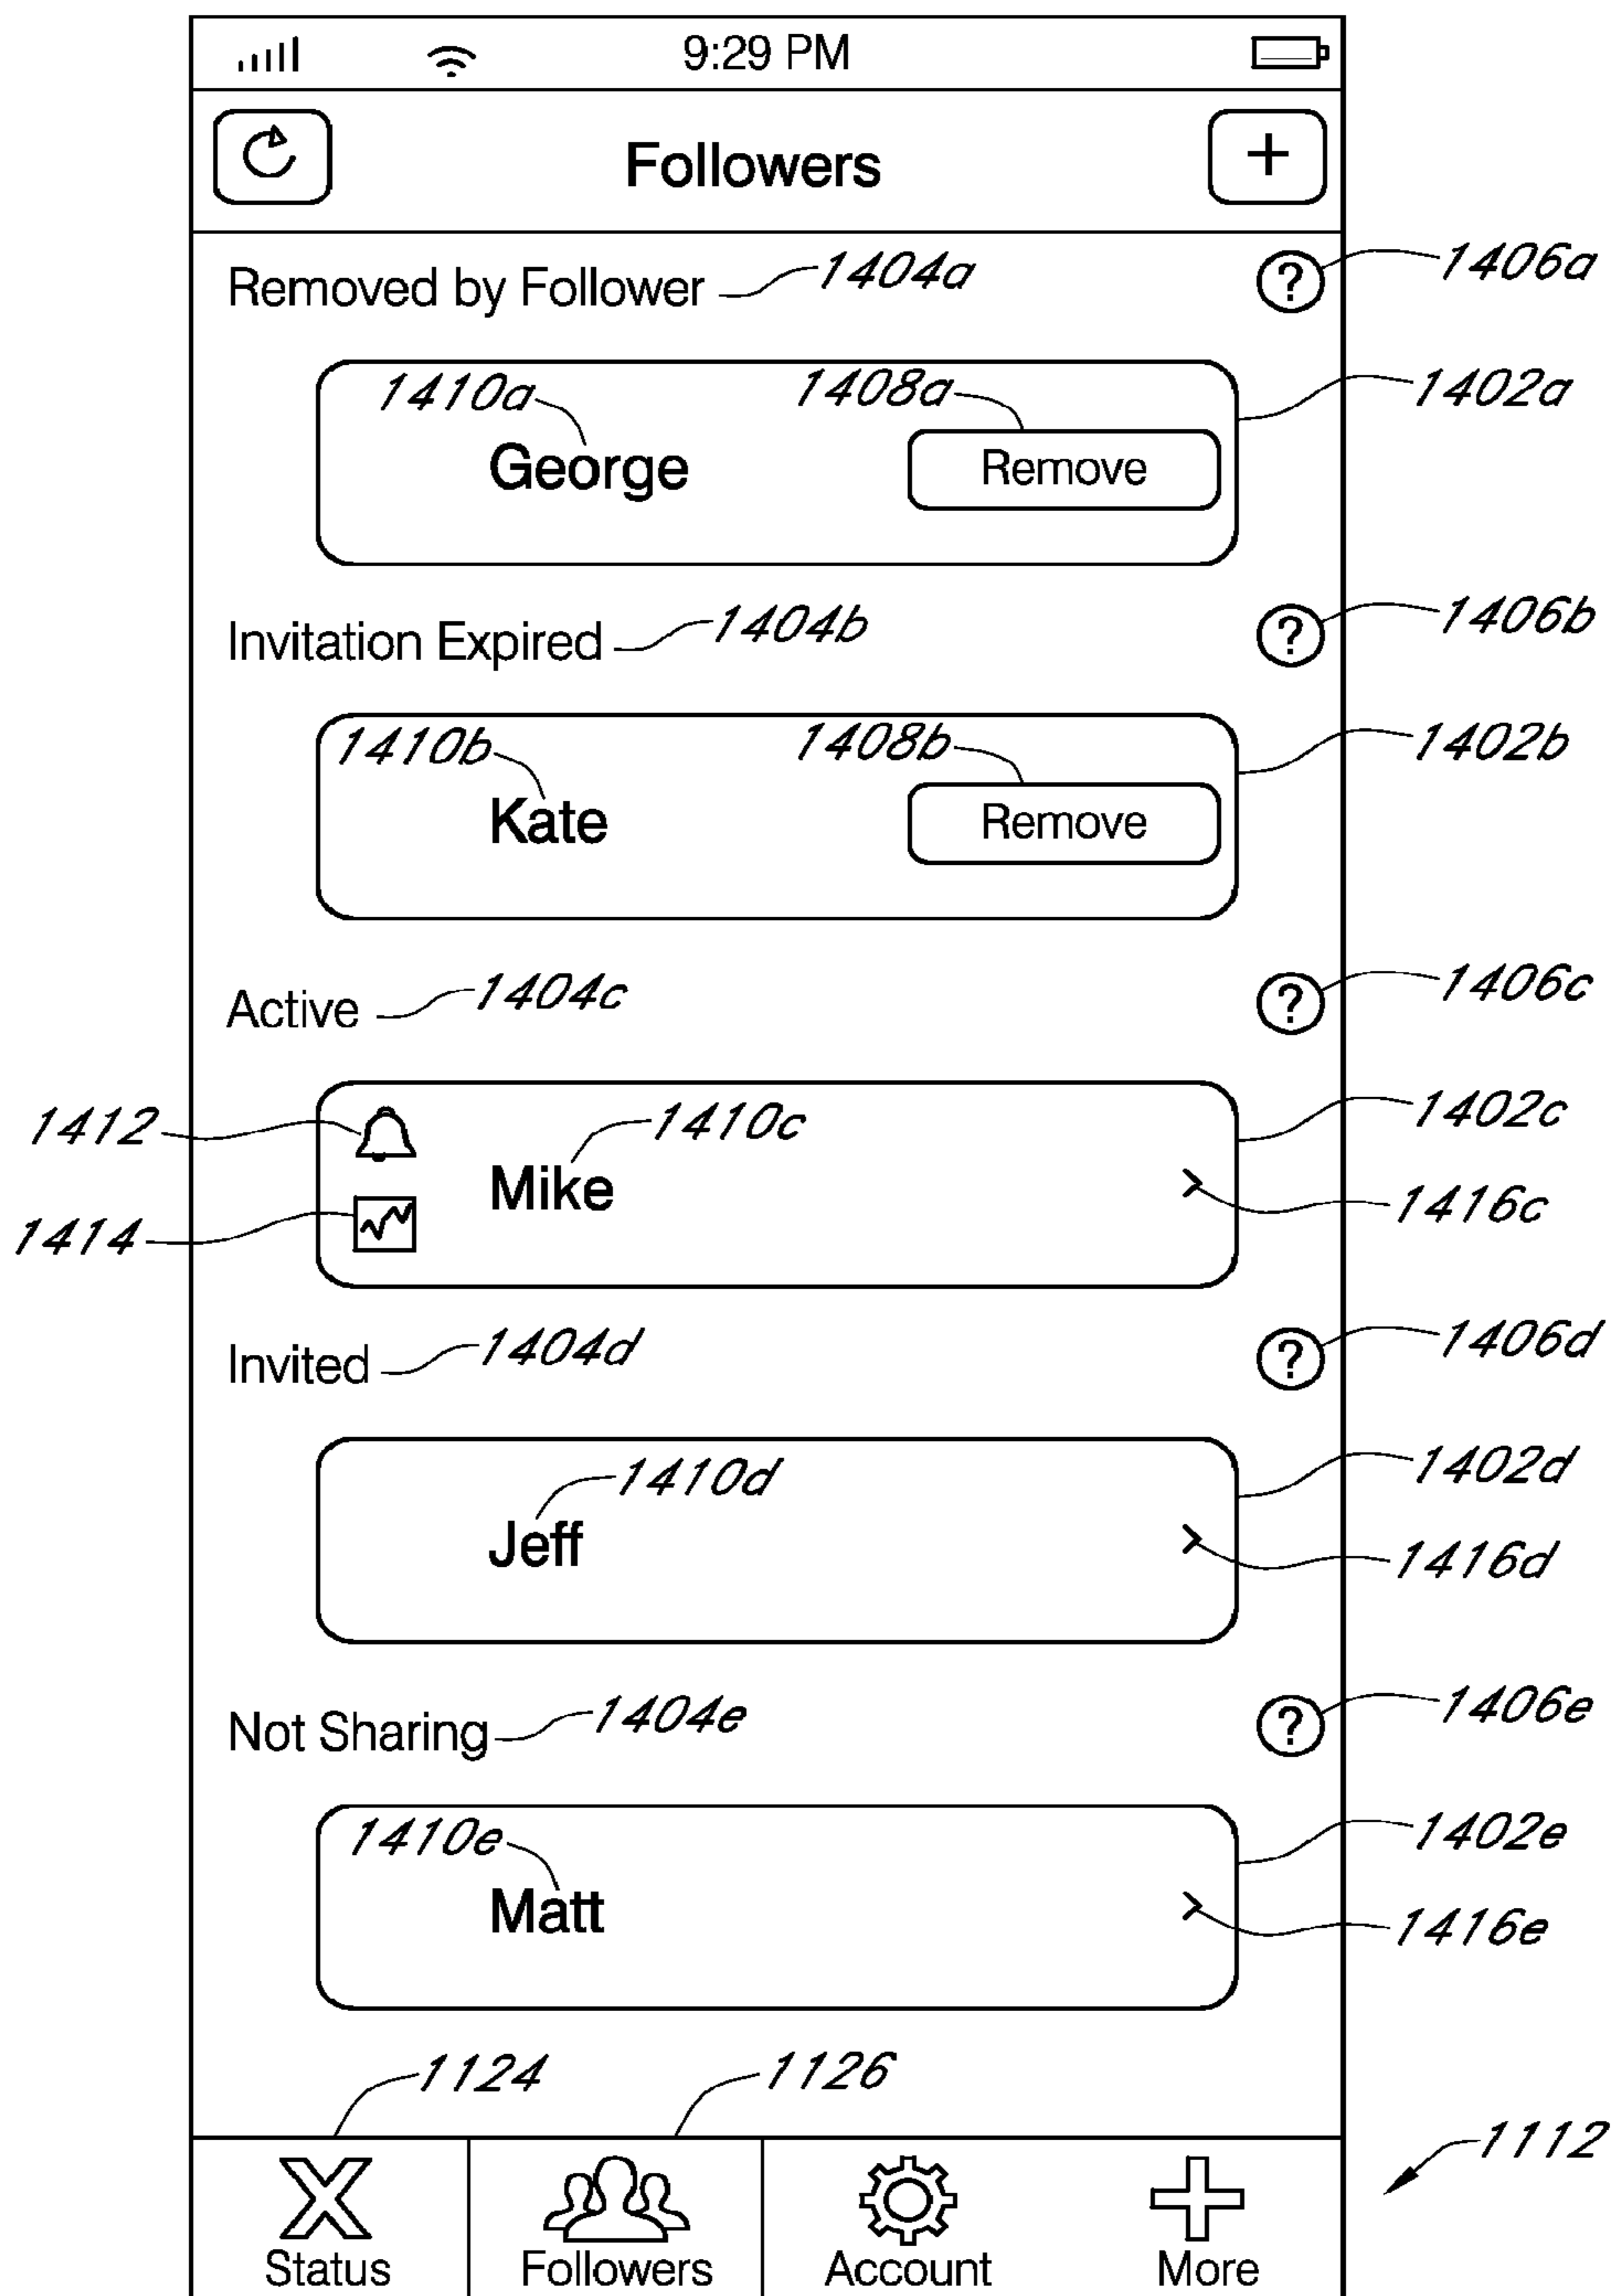 9:29 PM
Followers
+
Removed by Follower 1404a ? 1406a
1402a
1410a 1408a
George Remove
Invitation Expired 1404b ? 1406b
1402b
1410b 1408b
Kate Remove
Active 1404c ? 1406c
1402c
1412 1410c
Mike > 1416c
1414
Invited 1404d ? 1406d
1402d
1410d
Jeff > 1416d
Not Sharing 1404e ? 1406e
1402e
1410e
Matt > 1416e
1124 1126
1112
Status Followers Account More